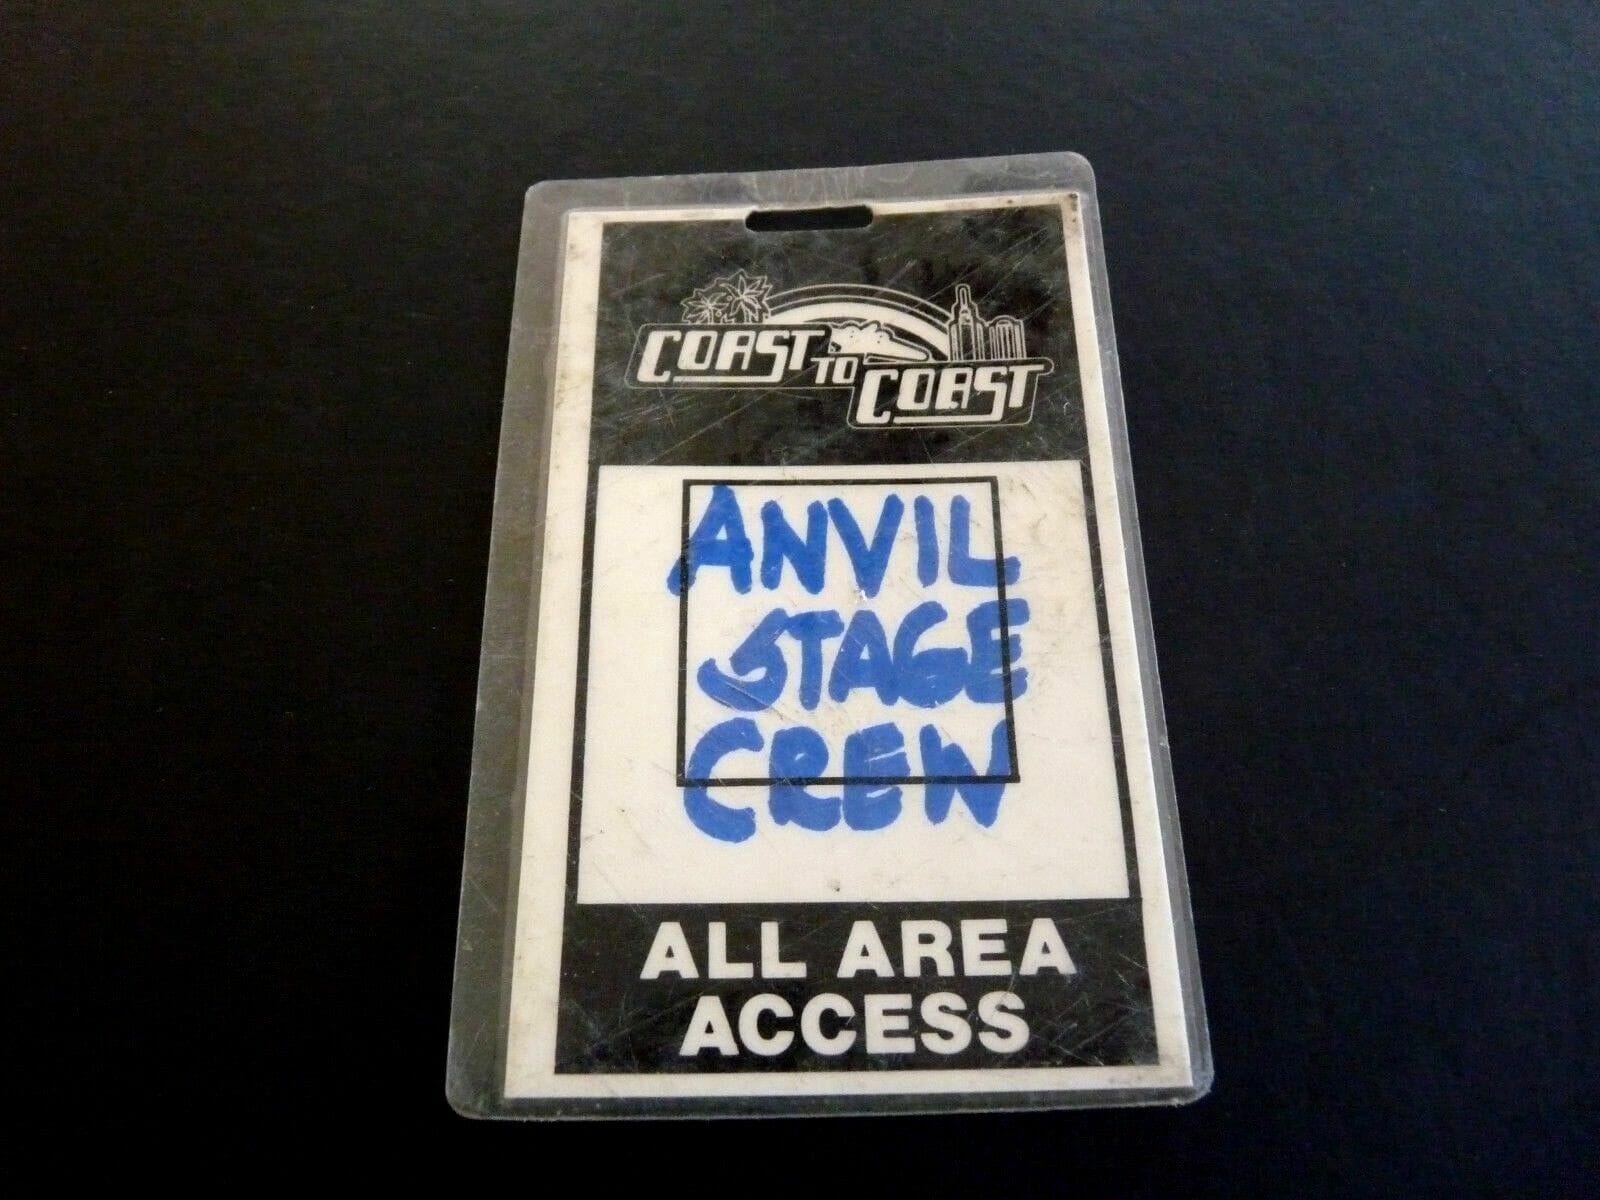 COAST TO COAST
ANVIL
STAGE
CREW
ALL AREA
ACCESS